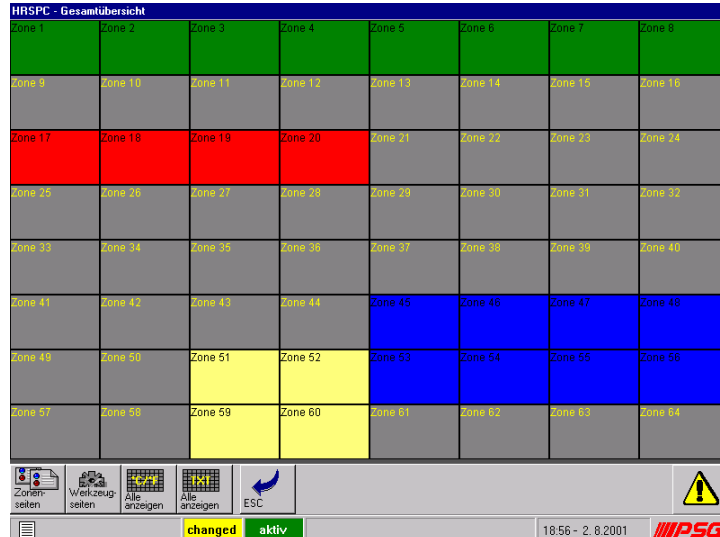 HRSPC - Gesamtübersicht
Zone 1 Zone 2 Zone 3 Zone 4 Zone 5 Zone 6 Zone 7 Zone 8
Zone 9 Zone 10 Zone 11 Zone 12 Zone 13 Zone 14 Zone 15 Zone 16
Zone 17 Zone 18 Zone 19 Zone 20 Zone 21 Zone 22 Zone 23 Zone 24
Zone 25 Zone 26 Zone 27 Zone 28 Zone 29 Zone 30 Zone 31 Zone 32
Zone 33 Zone 34 Zone 35 Zone 36 Zone 37 Zone 38 Zone 39 Zone 40
Zone 41 Zone 42 Zone 43 Zone 44 Zone 45 Zone 46 Zone 47 Zone 48
Zone 49 Zone 50 Zone 51 Zone 52 Zone 53 Zone 54 Zone 55 Zone 56
Zone 57 Zone 58 Zone 59 Zone 60 Zone 61 Zone 62 Zone 63 Zone 64
°C/°F TXT
Zonen- Werkzeug- Alle Alle ESC
seiten seiten anzeigen anzeigen
changed aktiv 18:56 - 2. 8.2001 PSG